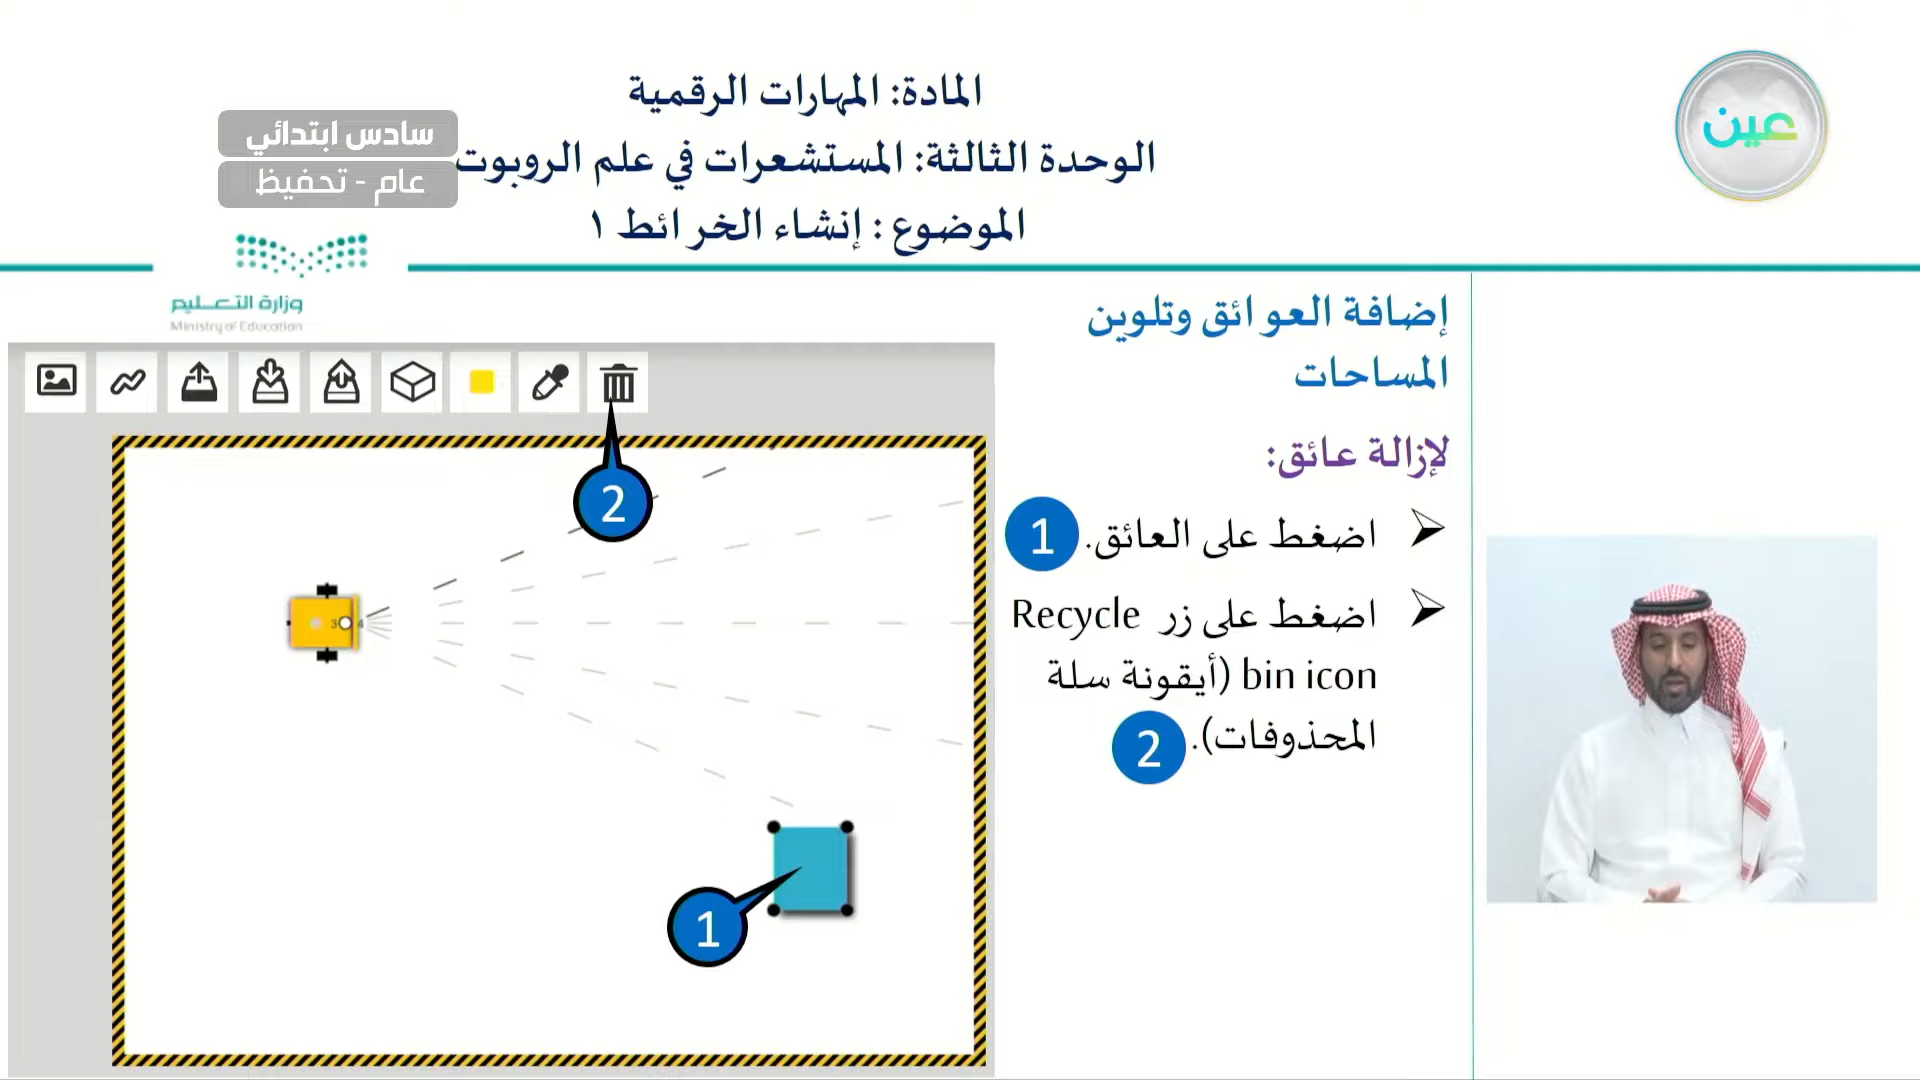 المادة: المهارات الرقمية
الوحدة الثالثة: المستشعرات في علم الروبوت
الموضوع : إنشاء الخرائط ١
عين
سادس ابتدائي
عام - تحفيظ
وزارة التعليم
Ministry of Education
إضافة العوائق وتلوين
المساحات
لإزالة عائق:
اضغط على العائق. 1
اضغط على زر Recycle
bin icon (أيقونة سلة
المحذوفات). 2
2
3 4
1